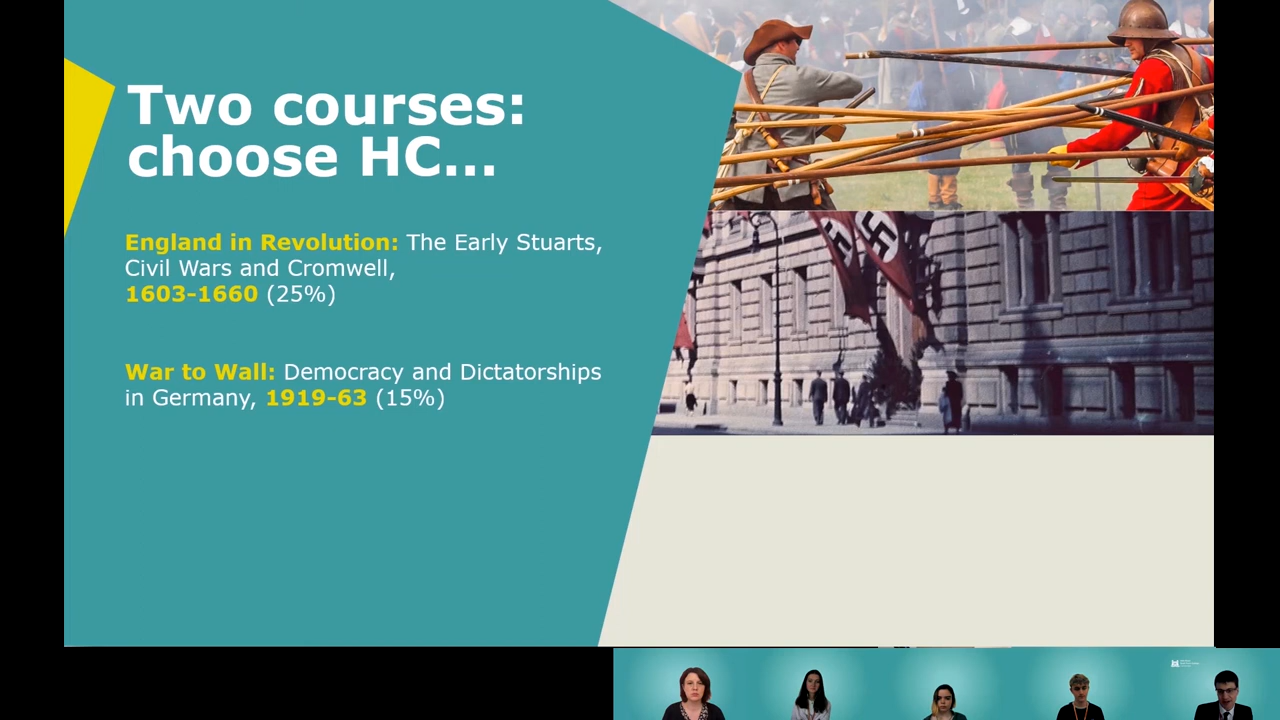 Two courses:
choose HC...
England in Revolution: The Early Stuarts,
Civil Wars and Cromwell,
1603-1660 (25%)
War to Wall: Democracy and Dictatorships
in Germany, 1919-63 (15%)